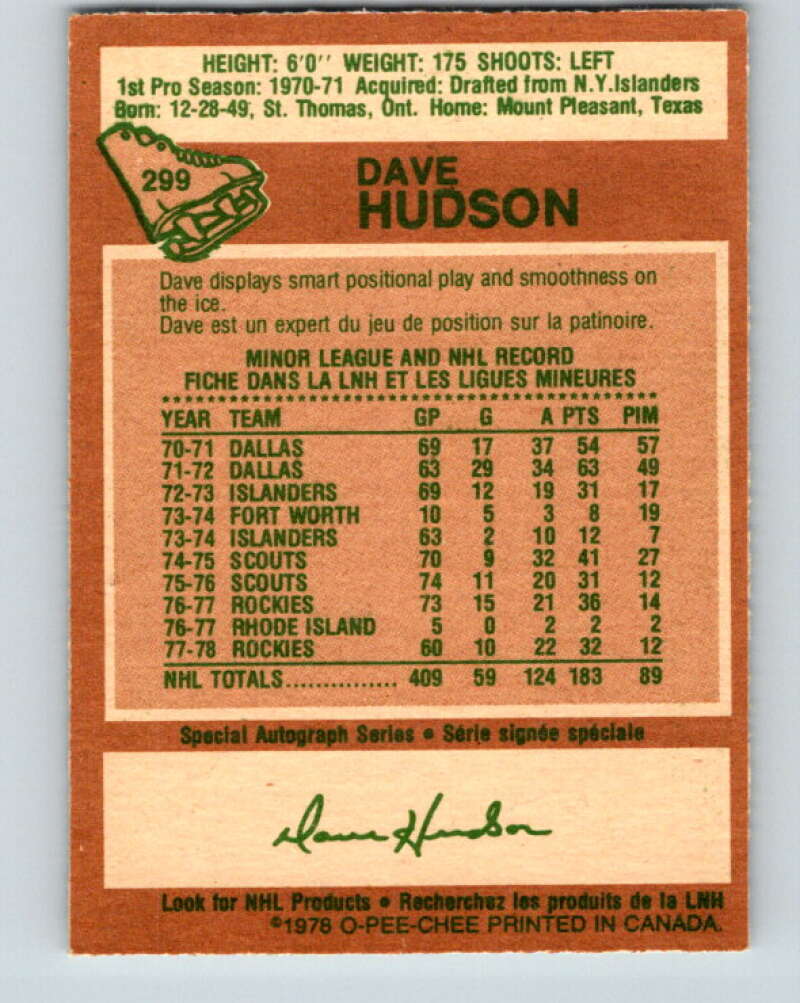 HEIGHT: 6'0'' WEIGHT: 175 SHOOTS: LEFT
1st Pro Season: 1970-71 Acquired: Drafted from N.Y.Islanders
Born: 12-28-49, St. Thomas, Ont. Home: Mount Pleasant, Texas
299
DAVE
HUDSON
Dave displays smart positional play and smoothness on
the ice.
Dave est un expert du jeu de position sur la patinoire.
MINOR LEAGUE AND NHL RECORD
FICHE DANS LA LNH ET LES LIGUES MINEURES
YEAR TEAM GP G A PTS PIM
70-71 DALLAS 69 17 37 54 57
71-72 DALLAS 63 29 34 63 49
72-73 ISLANDERS 69 12 19 31 17
73-74 FORT WORTH 10 5 3 8 19
73-74 ISLANDERS 63 2 10 12 7
74-75 SCOUTS 70 9 32 41 27
75-76 SCOUTS 74 11 20 31 12
76-77 ROCKIES 73 15 21 36 14
76-77 RHODE ISLAND 5 0 2 2 2
77-78 ROCKIES 60 10 22 32 12
NHL TOTALS............... 409 59 124 183 89
Special Autograph Series • Série signée spéciale
Dave Hudson
Look for NHL Products • Recherchez les produits de la LNH
©1978 O-PEE-CHEE PRINTED IN CANADA.